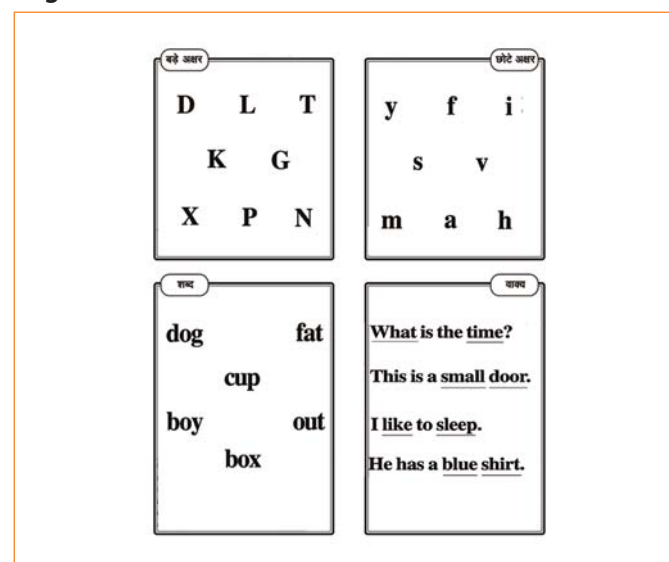 बड़े अक्षर
D L T
K G
X P N
छोटे अक्षर
y f i
s v
m a h
शब्द
dog fat
cup
boy out
box
वाक्य
What is the time?
This is a small door.
I like to sleep.
He has a blue shirt.